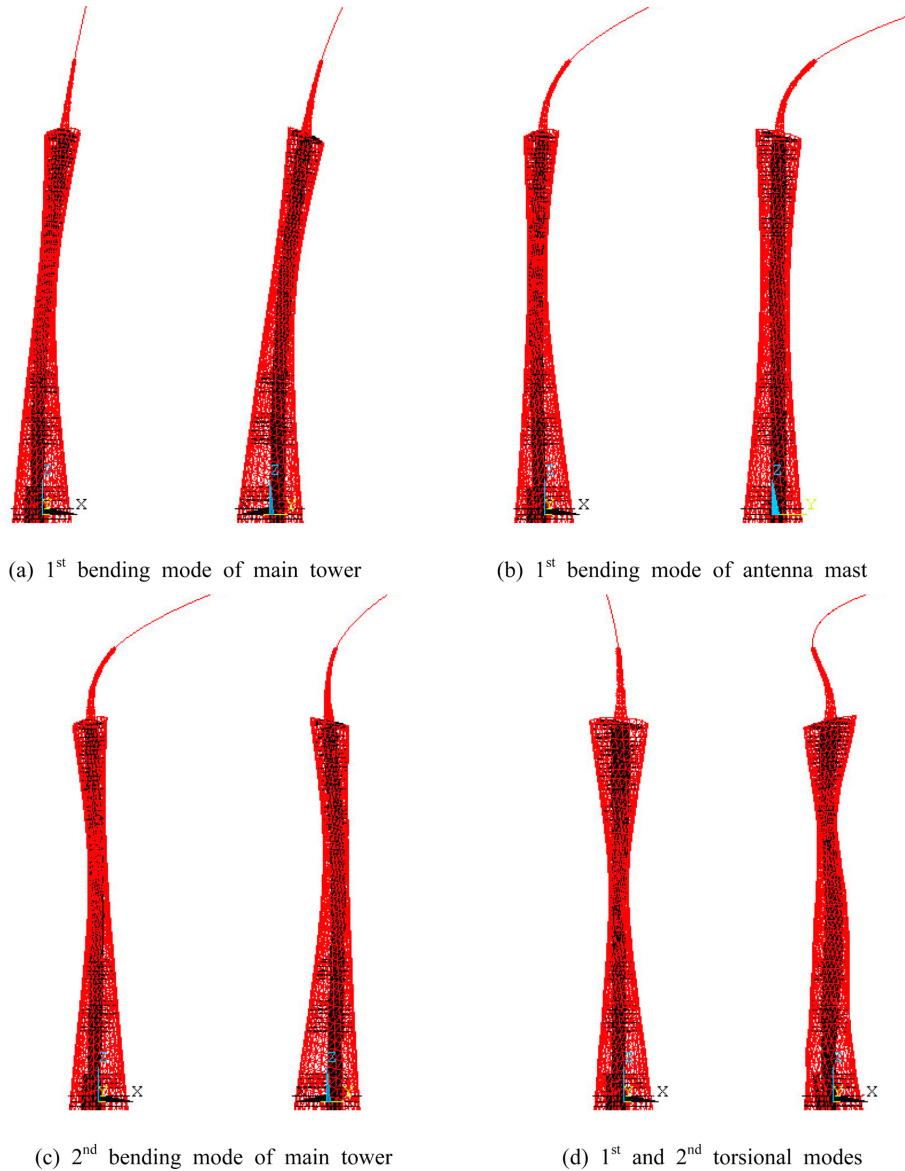 Z
X
Z
X Y
Z
X
Z
Y
(a) 1st bending mode of main tower
(b) 1st bending mode of antenna mast
Z
Y X
Z
X Y
X
Y X
(c) 2nd bending mode of main tower
(d) 1st and 2nd torsional modes